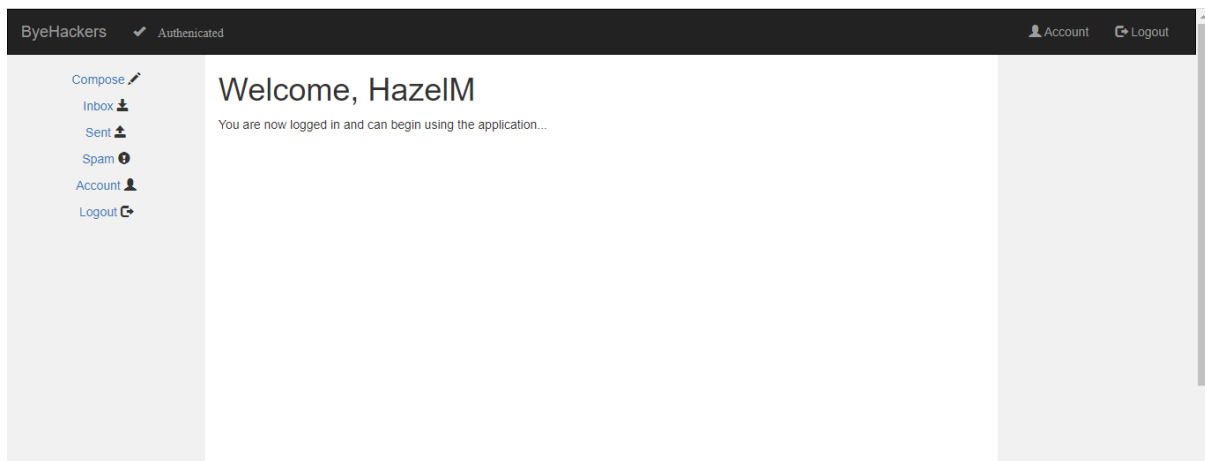 ByeHackers Authenicated Account Logout
Compose
Inbox
Sent
Spam
Account
Logout
Welcome, HazelM
You are now logged in and can begin using the application...